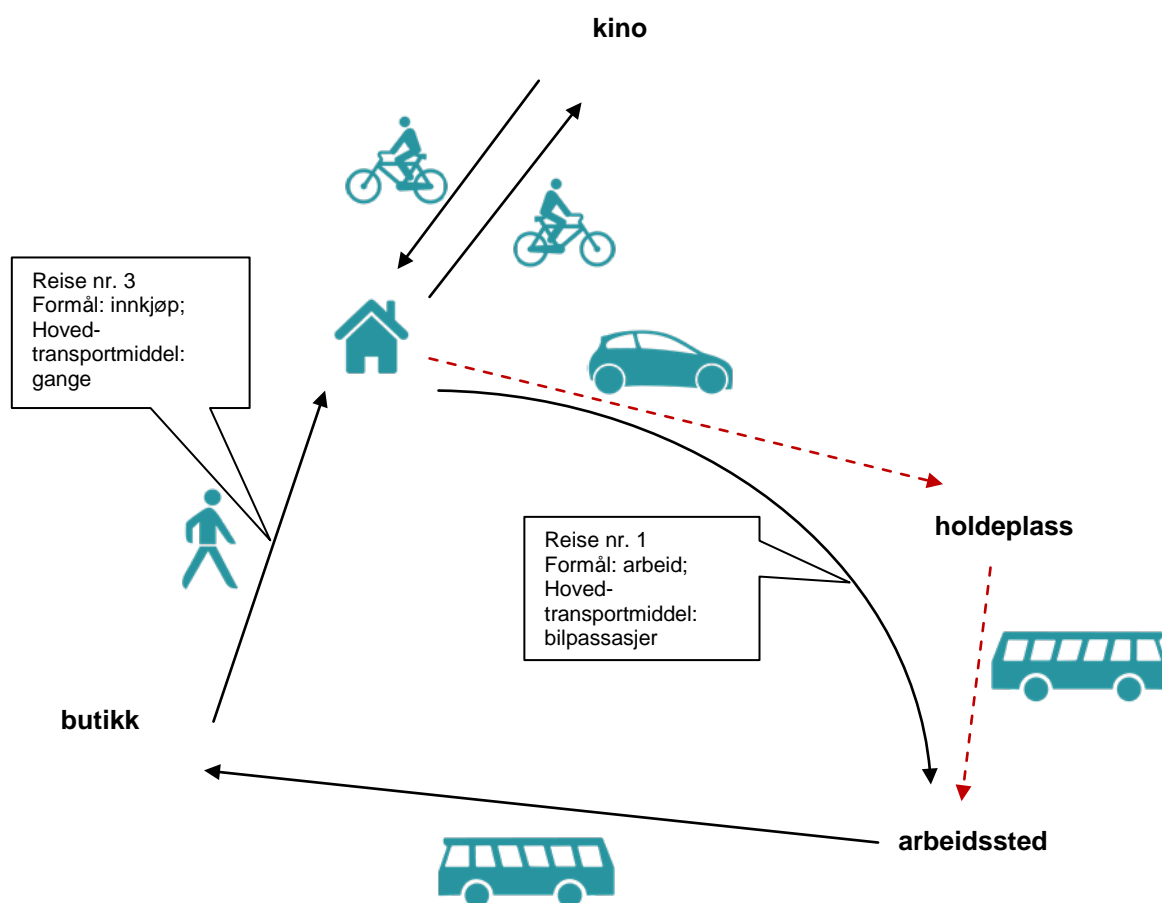 kino
Reise nr. 3
Formål: innkjøp;
Hoved-
transportmiddel:
gange
holdeplass
Reise nr. 1
Formål: arbeid;
Hoved-
transportmiddel:
bilpassasjer
butikk
arbeidssted